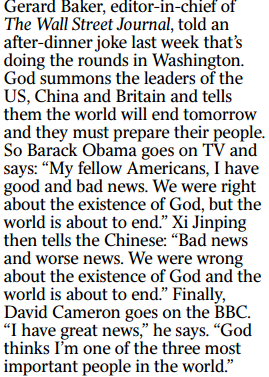 Gerard Baker, editor-in-chief of
The Wall Street Journal, told an
after-dinner joke last week that’s
doing the rounds in Washington.
God summons the leaders of the
US, China and Britain and tells
them the world will end tomorrow
and they must prepare their people.
So Barack Obama goes on TV and
says: “My fellow Americans, I have
good and bad news. We were right
about the existence of God, but the
world is about to end.” Xi Jinping
then tells the Chinese: “Bad news
and worse news. We were wrong
about the existence of God and the
world is about to end.” Finally,
David Cameron goes on the BBC.
“I have great news,” he says. “God
thinks I’m one of the three most
important people in the world.”